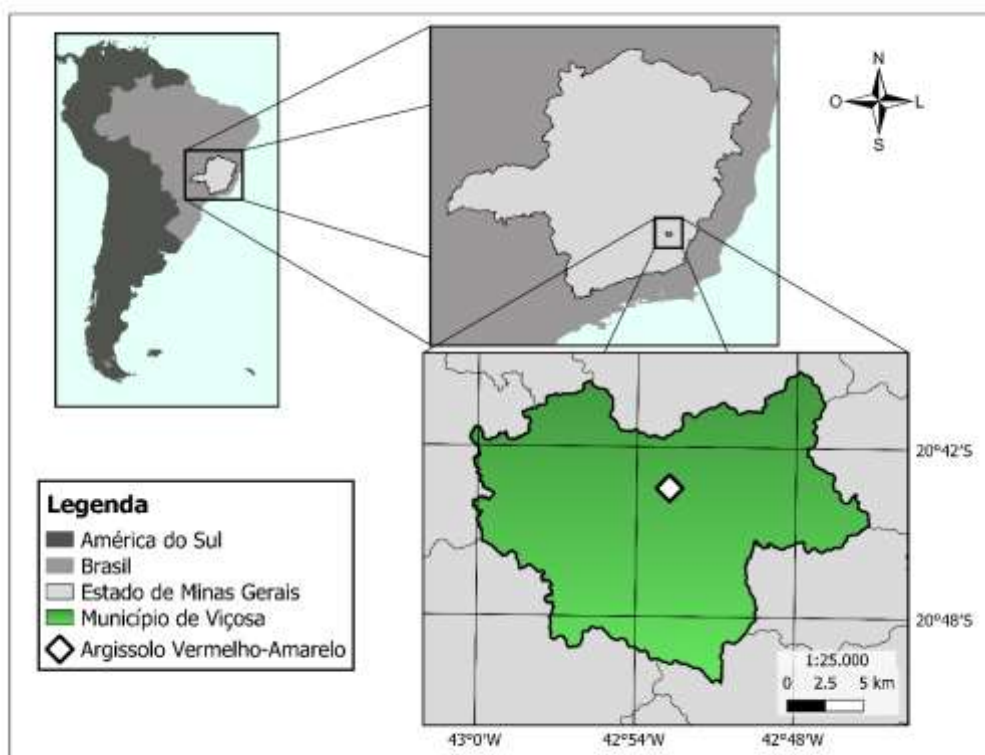 N
O
L
S
20°42'S
Legenda
América do Sul
Brasil
Estado de Minas Gerais
Município de Viçosa
Argissolo Vermelho-Amarelo
20°48'S
1:25.000
0 2.5 5 km
43°0'W
42°54'W
42°48'W